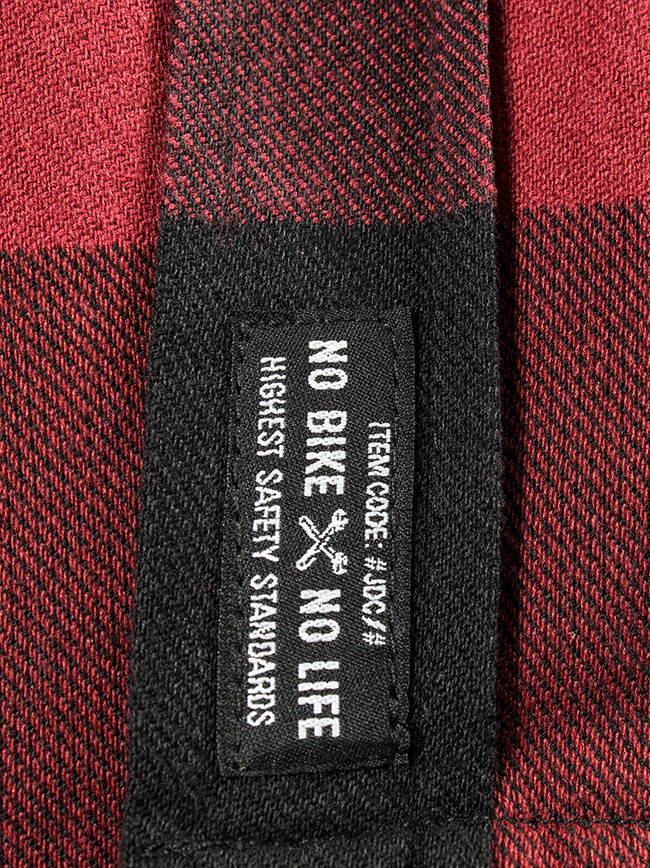 ITEM CODE: #JDC/#
NO BIKE NO LIFE
HIGHEST SAFETY STANDARDS